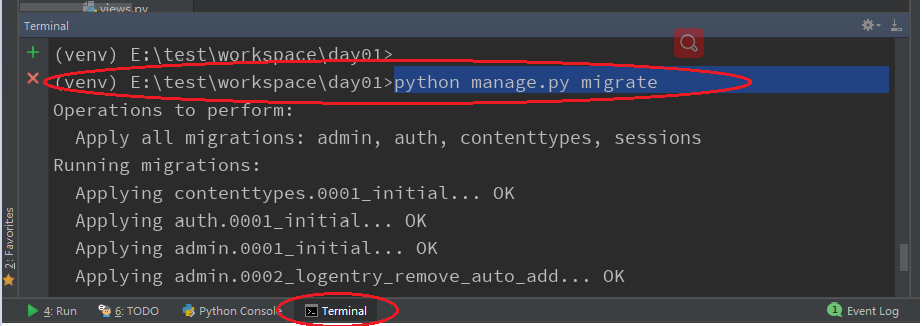 views.py
Terminal
(venv) E:\test\workspace\day01>
(venv) E:\test\workspace\day01>python manage.py migrate
Operations to perform:
Apply all migrations: admin, auth, contenttypes, sessions
Running migrations:
Applying contenttypes.0001_initial... OK
Applying auth.0001_initial... OK
Applying admin.0001_initial... OK
Applying admin.0002_logentry_remove_auto_add... OK
2: Favorites
4: Run 6: TODO Python Console Terminal 1 Event Log